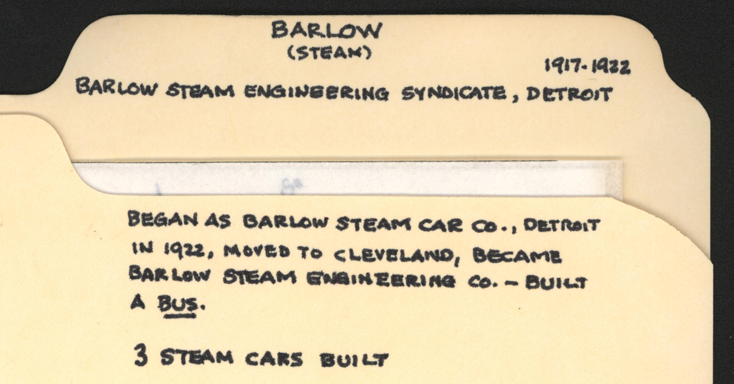 BARLOW
(STEAM)
1917-1922
BARLOW STEAM ENGINEERING SYNDICATE, DETROIT
BEGAN AS BARLOW STEAM CAR CO., DETROIT
IN 1922, MOVED TO CLEVELAND, BECAME
BARLOW STEAM ENGINEERING CO. - BUILT
A BUS.
3 STEAM CARS BUILT